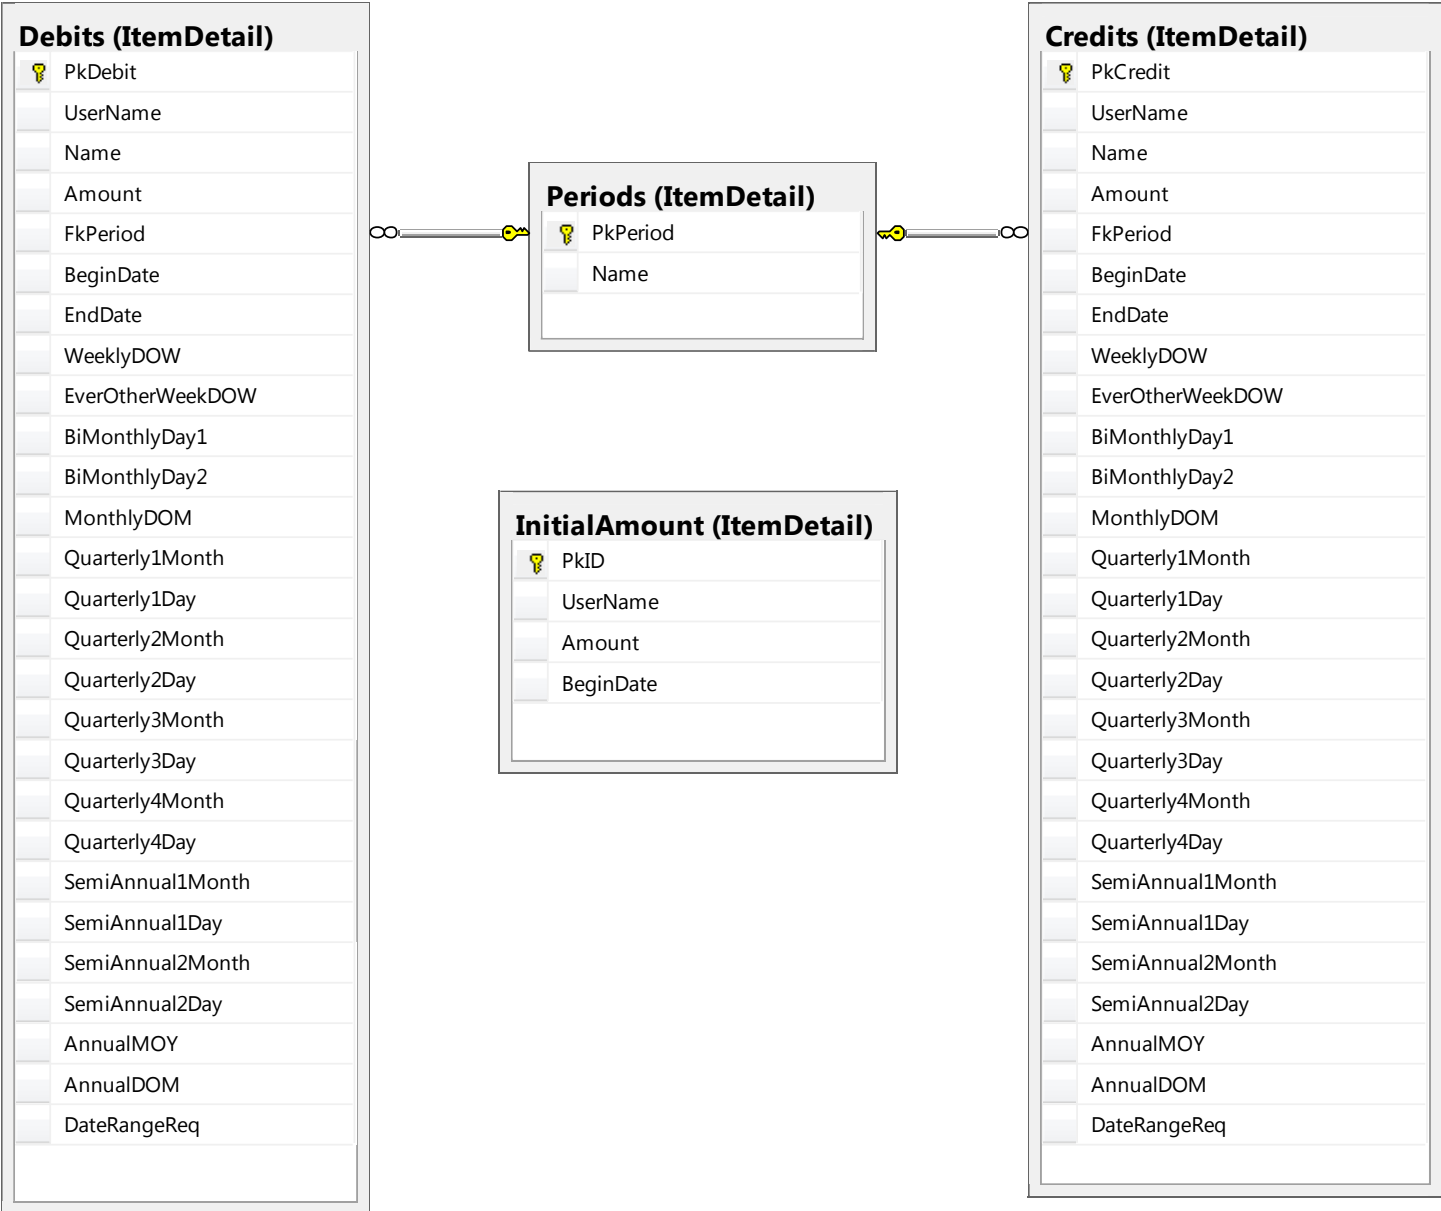 Debits (ItemDetail)
PkDebit
UserName
Name
Amount
FkPeriod
BeginDate
EndDate
WeeklyDOW
EverOtherWeekDOW
BiMonthlyDay1
BiMonthlyDay2
MonthlyDOM
Quarterly1Month
Quarterly1Day
Quarterly2Month
Quarterly2Day
Quarterly3Month
Quarterly3Day
Quarterly4Month
Quarterly4Day
SemiAnnual1Month
SemiAnnual1Day
SemiAnnual2Month
SemiAnnual2Day
AnnualMOY
AnnualDOM
DateRangeReq
Periods (ItemDetail)
PkPeriod
Name
InitialAmount (ItemDetail)
PkID
UserName
Amount
BeginDate
Credits (ItemDetail)
PkCredit
UserName
Name
Amount
FkPeriod
BeginDate
EndDate
WeeklyDOW
EverOtherWeekDOW
BiMonthlyDay1
BiMonthlyDay2
MonthlyDOM
Quarterly1Month
Quarterly1Day
Quarterly2Month
Quarterly2Day
Quarterly3Month
Quarterly3Day
Quarterly4Month
Quarterly4Day
SemiAnnual1Month
SemiAnnual1Day
SemiAnnual2Month
SemiAnnual2Day
AnnualMOY
AnnualDOM
DateRangeReq